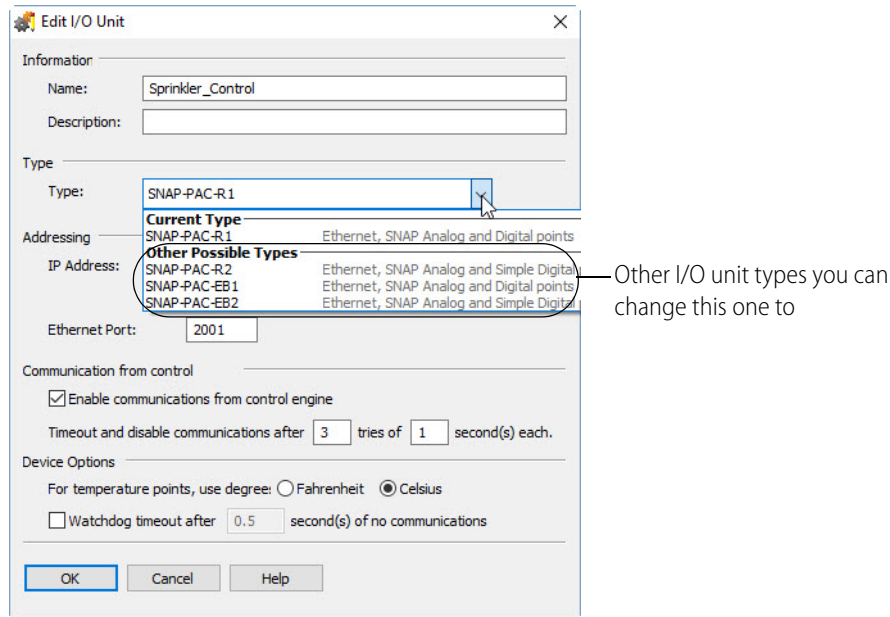 Edit I/O Unit
Information
Name: Sprinkler_Control
Description:
Type
Type: SNAP-PAC-R1
Current Type
SNAP-PAC-R1 Ethernet, SNAP Analog and Digital points
Other Possible Types
SNAP-PAC-R2 Ethernet, SNAP Analog and Simple Digital
SNAP-PAC-EB1 Ethernet, SNAP Analog and Digital points
SNAP-PAC-EB2 Ethernet, SNAP Analog and Simple Digital
Addressing
IP Address:
Other I/O unit types you can
change this one to
Ethernet Port: 2001
Communication from control
Enable communications from control engine
Timeout and disable communications after 3 tries of 1 second(s) each.
Device Options
For temperature points, use degree: Fahrenheit Celsius
Watchdog timeout after 0.5 second(s) of no communications
OK Cancel Help